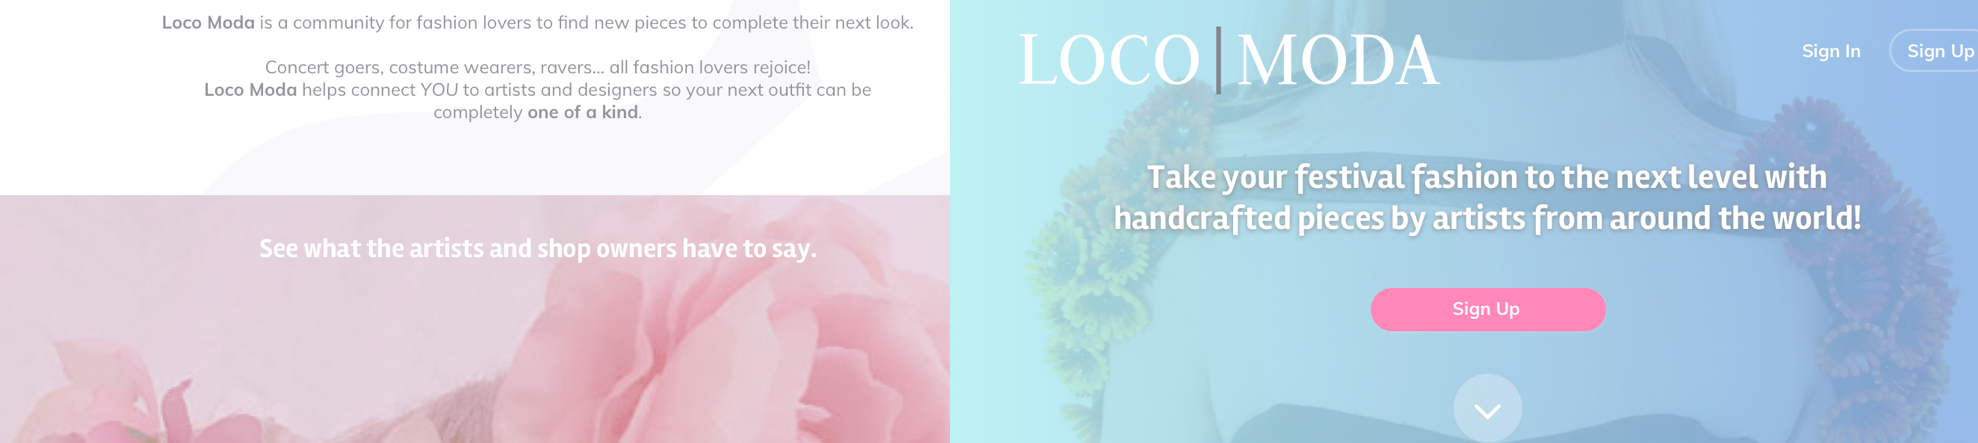 Loco Moda is a community for fashion lovers to find new pieces to complete their next look.
Concert goers, costume wearers, ravers... all fashion lovers rejoice!
Loco Moda helps connect YOU to artists and designers so your next outfit can be
completely one of a kind.
See what the artists and shop owners have to say.
LOCO | MODA
Sign In
Sign Up
Take your festival fashion to the next level with
handcrafted pieces by artists from around the world!
Sign Up